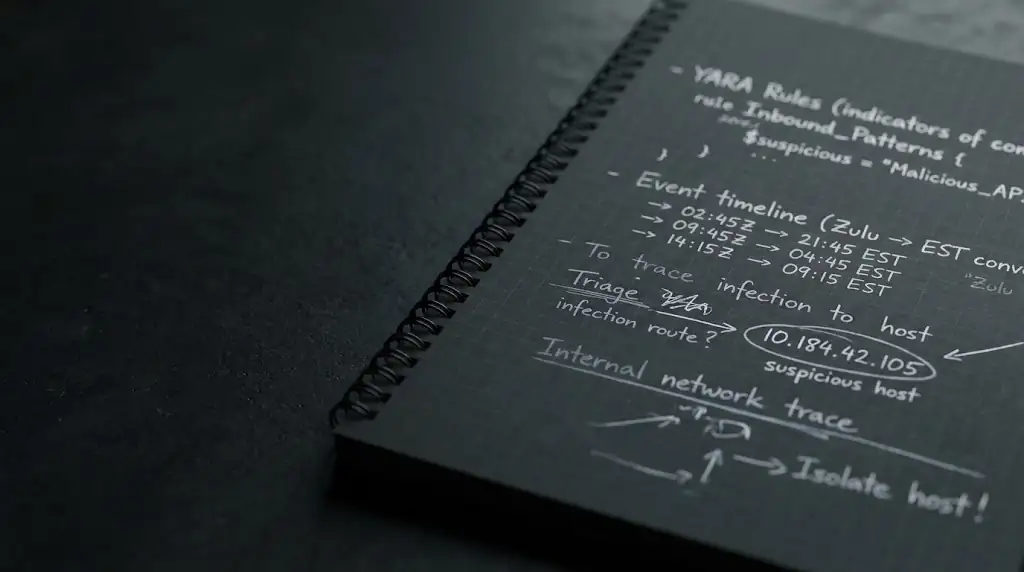 - YARA Rules (indicators of
rule Inbound_Patterns {
$suspicious = "Malicious_AP
} } ...
- Event timeline (Zulu → EST
→ 02:45Z → 21:45 EST
→ 09:45Z → 04:45 EST
→ 14:15Z → 09:15 EST
"Zulu
- To trace infection to host
Triage
infection route? → 10.184.42.105
suspicious host
Internal network trace
→ Isolate host!